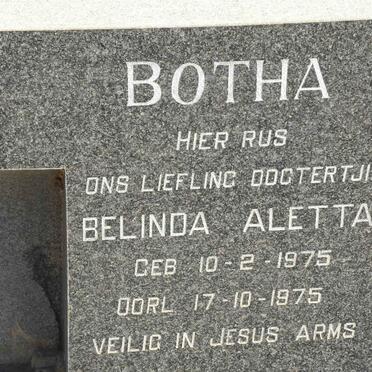 BOTHA
HIER RUS
ONS LIEFLING DOGTERTJI
BELINDA ALETTA
GEB 10-2-1975
OORL 17-10-1975
VEILIG IN JESUS ARMS